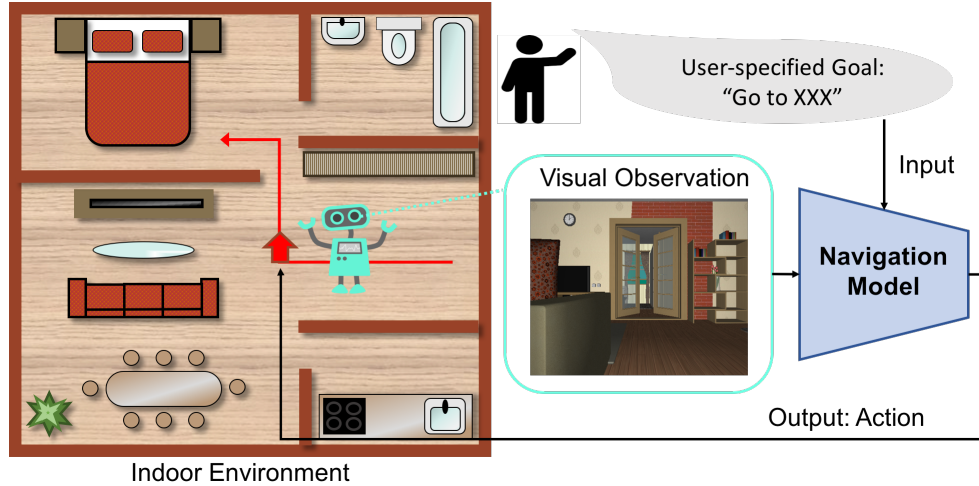 User-specified Goal:
“Go to XXX”
Input
Visual Observation
Navigation
Model
Output: Action
Indoor Environment